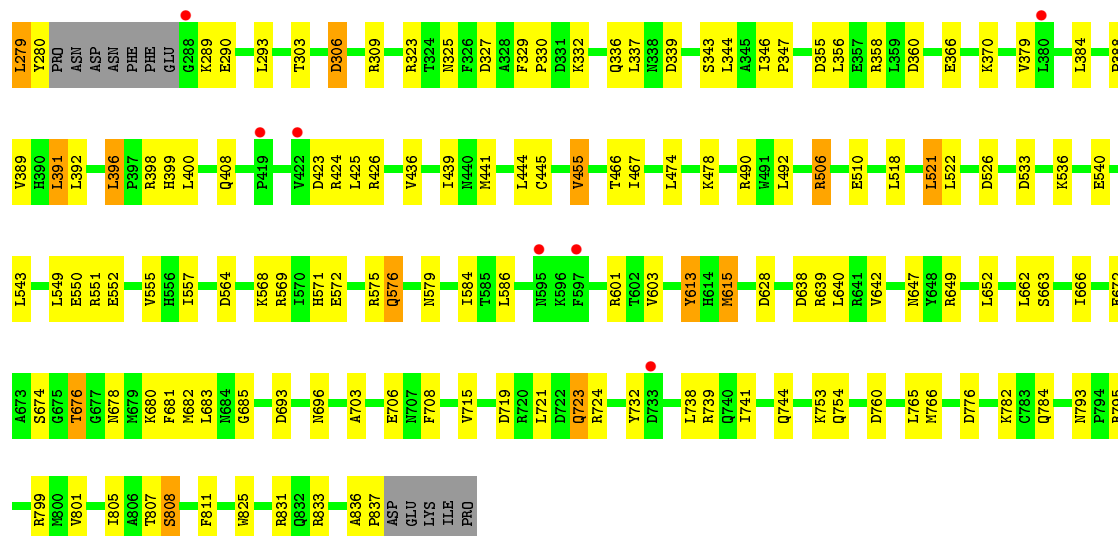 L279 Y280 PRO ASN ASP ASN PHE PHE GLU G288 K289 E290 L293 T303 D306 R309 R323 T324 N325 F326 D327 A328 F329 P330 D331 K332 Q336 L337 N338 D339 S343 L344 A345 I346 P347 D355 L356 E357 R358 L359 D360 E366 K370 V379 L380 L384
V389 H390 L391 L392 L396 P397 R398 H399 L400 Q408 P419 V422 D423 R424 L425 R426 V436 I439 N440 M441 L444 C445 V455 T466 I467 L474 K478 R490 W491 L492 R506 E510 L518 L521 L522 D526 D533 K536 E540
L543 L549 E550 R551 E552 V555 H556 I557 D564 K568 R569 I570 H571 E572 R575 Q576 N579 I584 T585 L586 N595 K596 F597 R601 T602 V603 Y613 H614 M615 D628 D638 R639 L640 R641 V642 N647 Y648 R649 L652 L662 S663 I666
A673 S674 G675 T676 G677 N678 M679 K680 F681 M682 L683 N684 G685 D693 N696 A703 E706 N707 F708 V715 D719 R720 L721 D722 Q723 R724 Y732 D733 L738 R739 Q740 I741 Q744 K753 Q754 D760 L765 M766 D776 K782 C783 Q784 N793 P794
R799 M800 V801 I805 A806 T807 S808 F811 W825 R831 Q832 R833 A836 P837 ASP GLU LYS ILE PRO